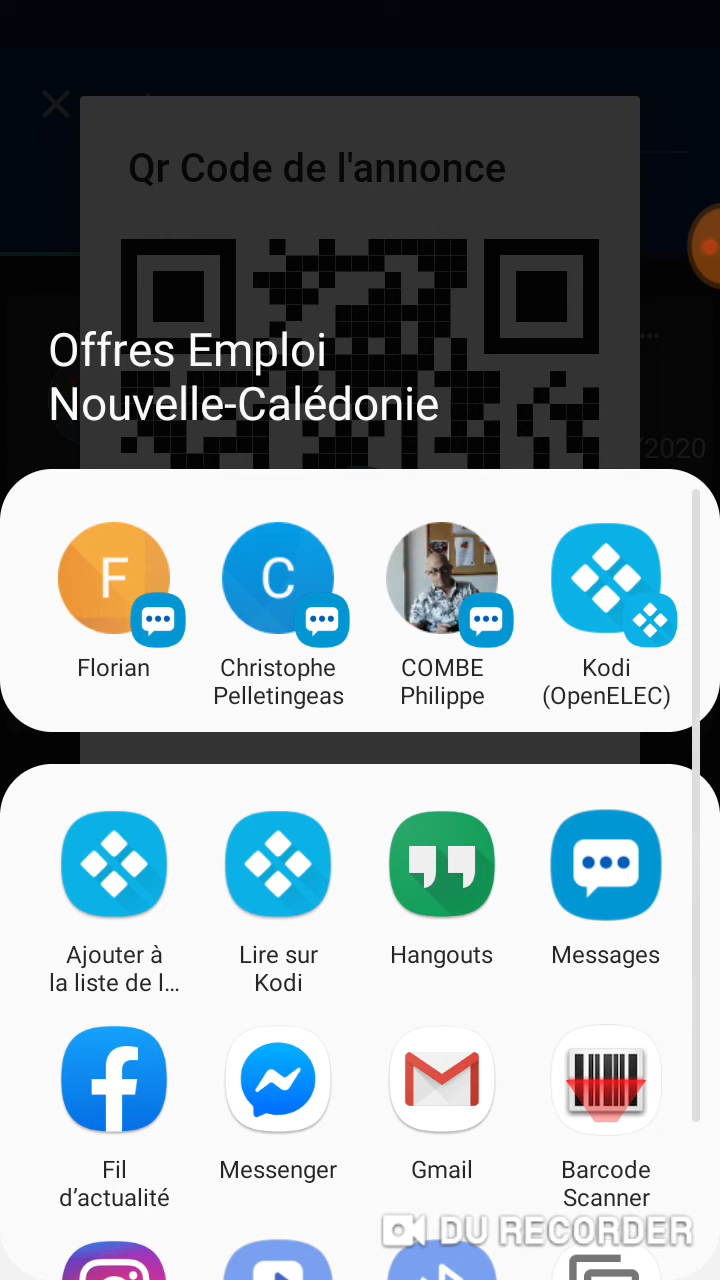 Qr Code de l'annonce
Offres Emploi
Nouvelle-Calédonie
/2020
F
C
Florian
Christophe
Pelletingeas
COMBE
Philippe
Kodi
(OpenELEC)
Ajouter à
la liste de l...
Lire sur
Kodi
Hangouts
Messages
Fil
d’actualité
Messenger
Gmail
Barcode
Scanner
DU RECORDER